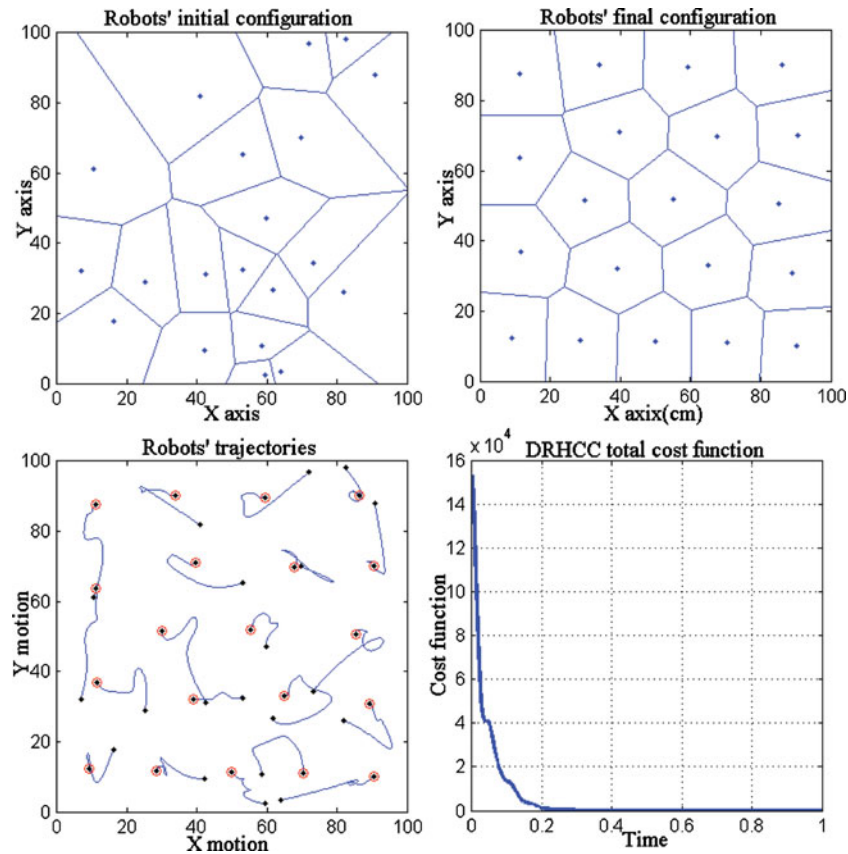 Robots' initial configuration
Y axis
100
80
60
40
20
0
0 20 40 60 80 100
X axis
Robots' final configuration
Y axis
100
80
60
40
20
0
0 20 40 60 80 100
X axix(cm)
Robots' trajectories
Y motion
100
80
60
40
20
0
0 20 40 60 80 100
X motion
DRHCC total cost function
× 10⁴
Cost function
16
14
12
10
8
6
4
2
0
0 0.2 0.4 0.6 0.8 1
Time